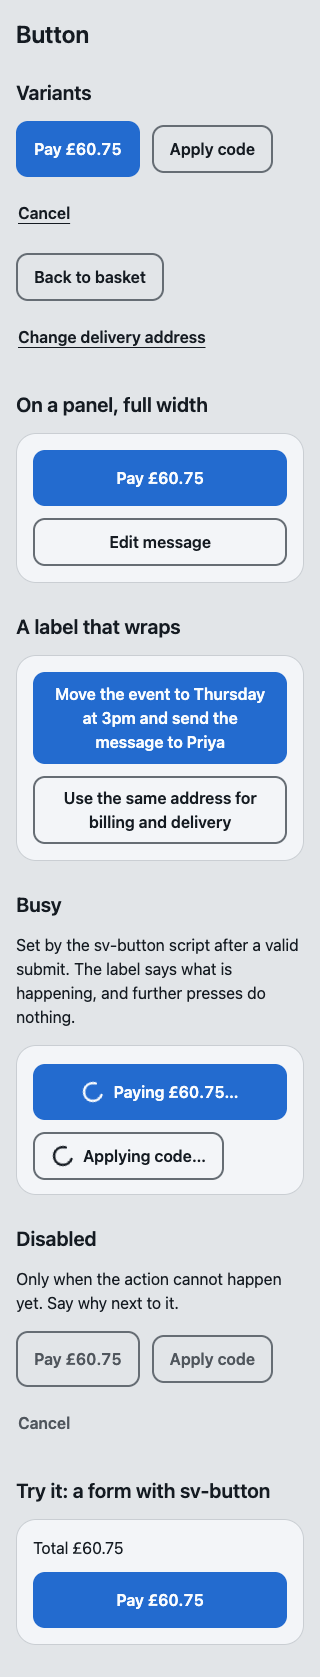 Button
Variants
Pay £60.75
Apply code
Cancel
Back to basket
Change delivery address
On a panel, full width
Pay £60.75
Edit message
A label that wraps
Move the event to Thursday
at 3pm and send the
message to Priya
Use the same address for
billing and delivery
Busy
Set by the sv-button script after a valid
submit. The label says what is
happening, and further presses do
nothing.
Paying £60.75...
Applying code...
Disabled
Only when the action cannot happen
yet. Say why next to it.
Pay £60.75
Apply code
Cancel
Try it: a form with sv-button
Total £60.75
Pay £60.75